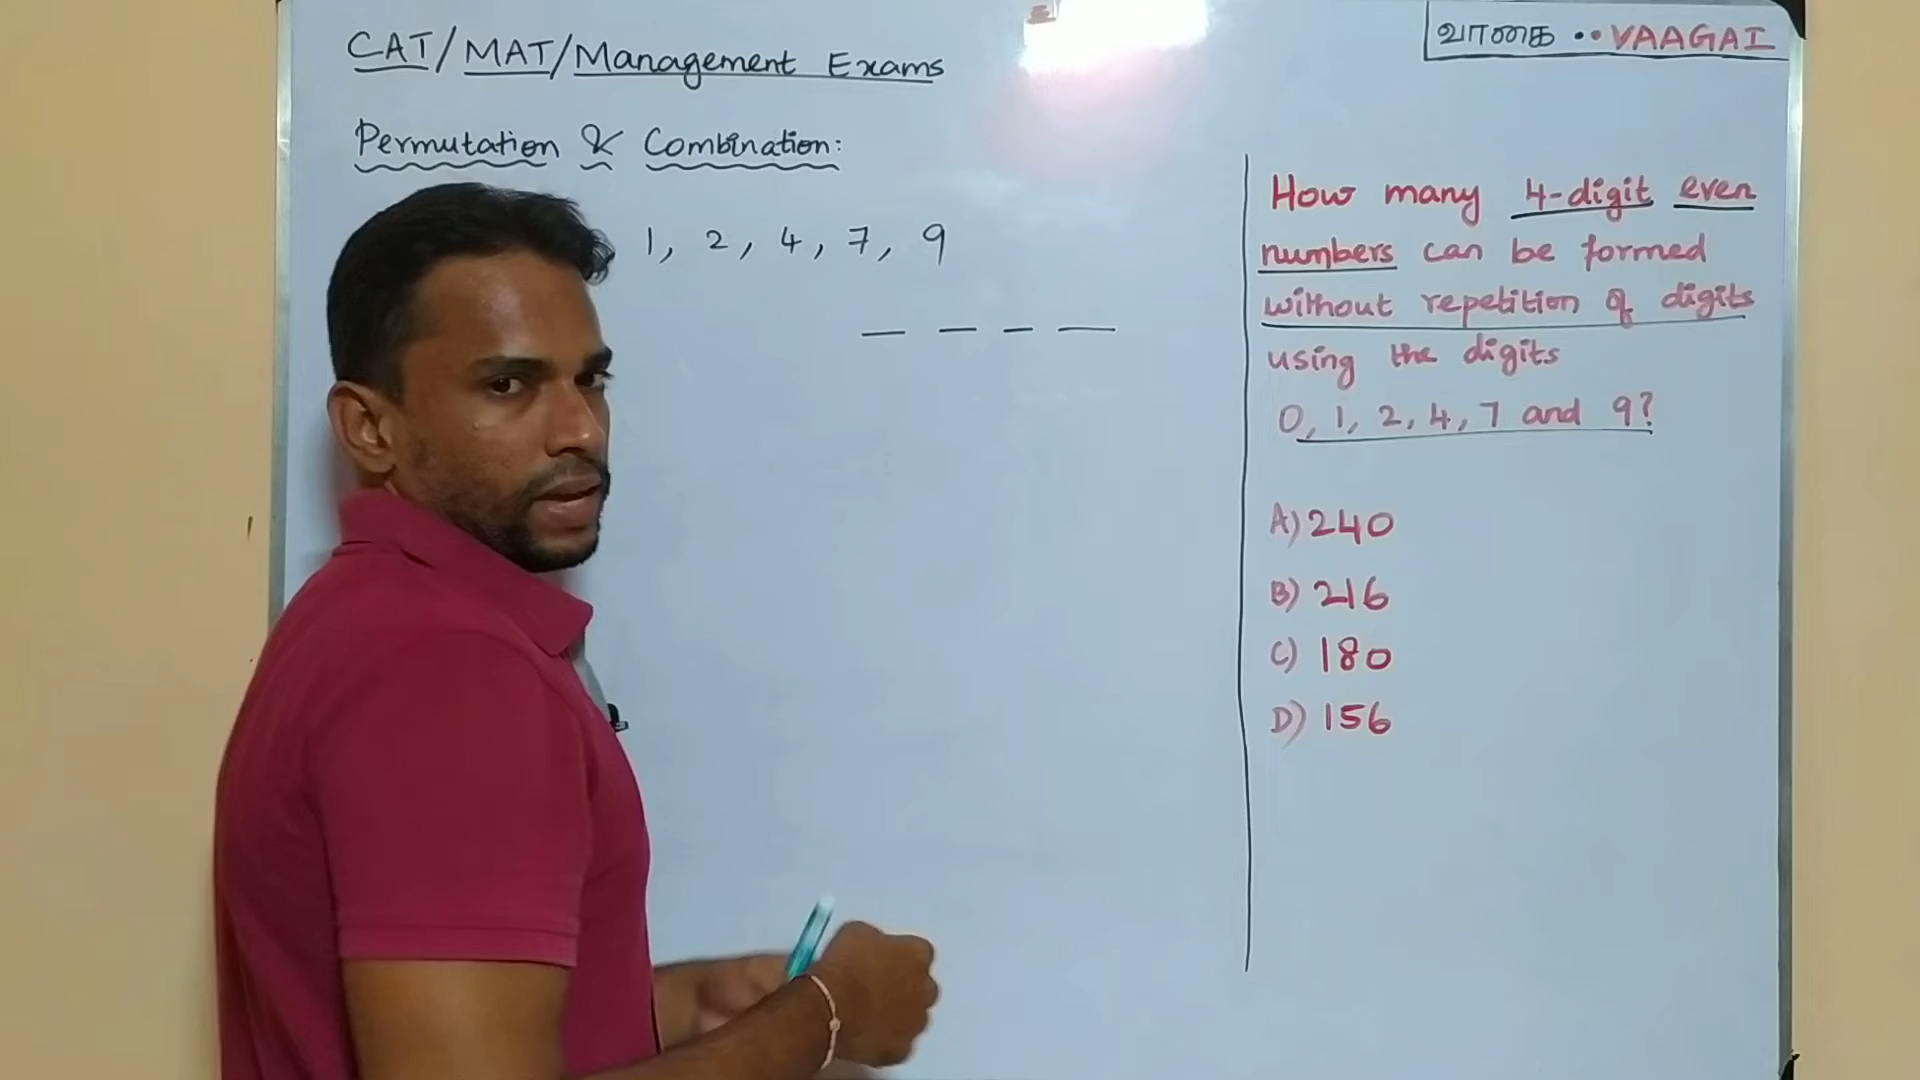 CAT/MAT/Management Exams
வாகை ..VAAGAI
Permutation & Combination:
1, 2, 4, 7, 9
How many 4-digit even
numbers can be formed
without repetition of digits
using the digits
0, 1, 2, 4, 7 and 9?
A) 240
B) 216
C) 180
D) 156